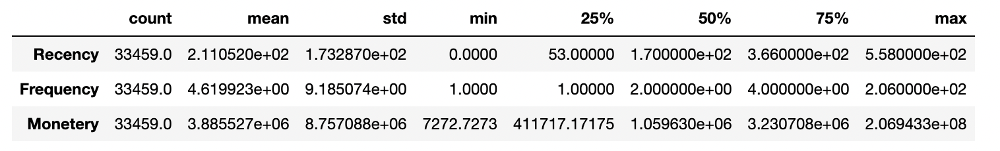 count mean std min 25% 50% 75% max
Recency 33459.0 2.110520e+02 1.732870e+02 0.0000 53.00000 1.700000e+02 3.660000e+02 5.580000e+02
Frequency 33459.0 4.619923e+00 9.185074e+00 1.0000 1.00000 2.000000e+00 4.000000e+00 2.060000e+02
Monetery 33459.0 3.885527e+06 8.757088e+06 7272.7273 411717.17175 1.059630e+06 3.230708e+06 2.069433e+08